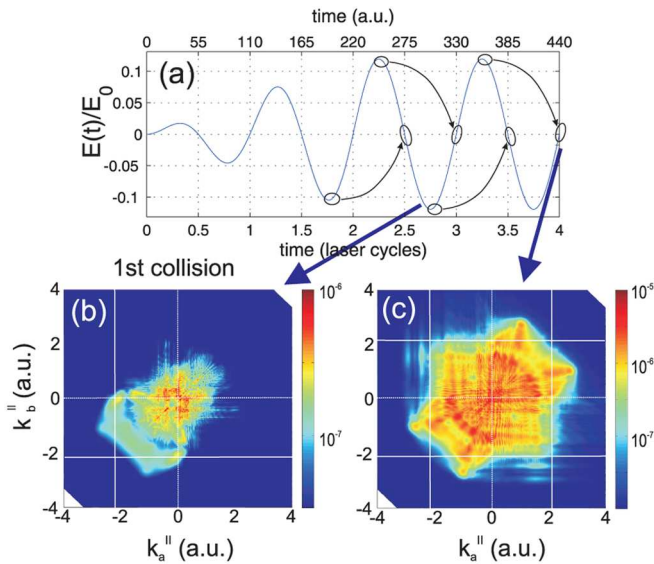 time (a.u.)
0 55 110 165 220 275 330 385 440
(a)
E(t)/E0
0.1
0.05
0
-0.05
-0.1
0 0.5 1 1.5 2 2.5 3 3.5 4
time (laser cycles)
1st collision
(b)
k_b^II (a.u.)
4
2
0
-2
-4
-4 -2 0 2 4
k_a^II (a.u.)
10^-6
10^-7
(c)
4
2
0
-2
-4
-4 -2 0 2 4
k_a^II (a.u.)
10^-5
10^-6
10^-7